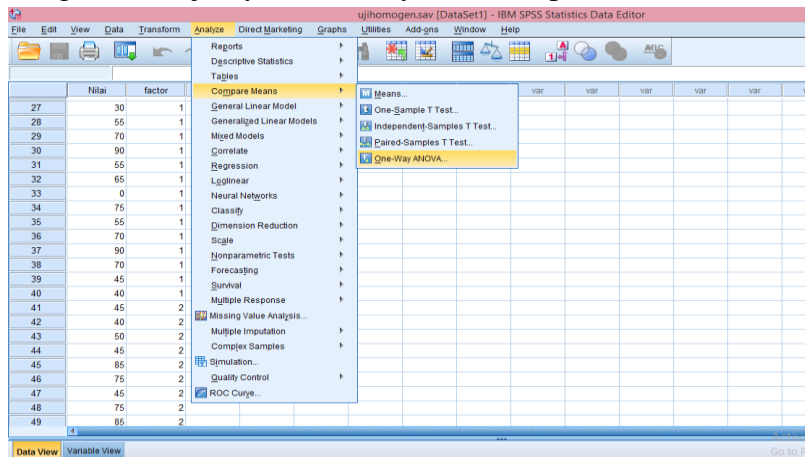 ujihomogen.sav [DataSet1] - IBM SPSS Statistics Data Editor
File Edit View Data Transform Analyze Direct Marketing Graphs Utilities Add-ons Window Help
Reports
Descriptive Statistics
Tables
Compare Means
General Linear Model
Generalized Linear Models
Mixed Models
Correlate
Regression
Loglinear
Neural Networks
Classify
Dimension Reduction
Scale
Nonparametric Tests
Forecasting
Survival
Multiple Response
Missing Value Analysis...
Multiple Imputation
Complex Samples
Simulation...
Quality Control
ROC Curve...
Means...
One-Sample T Test...
Independent-Samples T Test...
Paired-Samples T Test...
One-Way ANOVA...
Nilai factor var var var var var
27 30 1
28 55 1
29 70 1
30 90 1
31 55 1
32 65 1
33 0 1
34 75 1
35 55 1
36 70 1
37 90 1
38 70 1
39 45 1
40 40 1
41 45 2
42 40 2
43 50 2
44 45 2
45 85 2
46 75 2
47 45 2
48 75 2
49 85 2
Data View Variable View
Go to